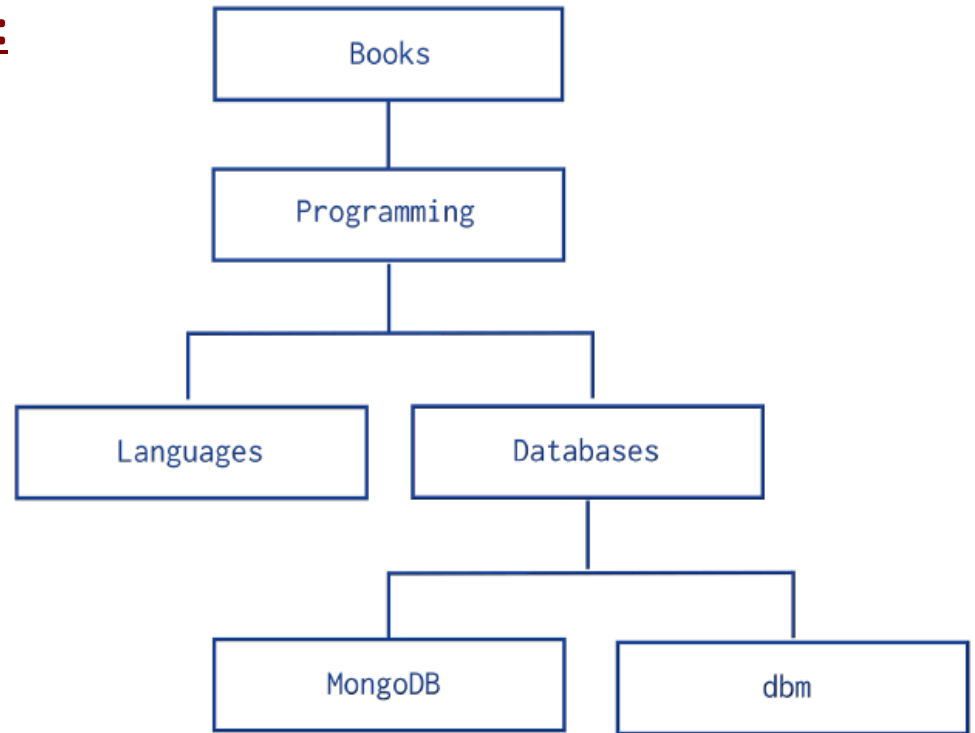 :
Books
Programming
Languages
Databases
MongoDB
dbm